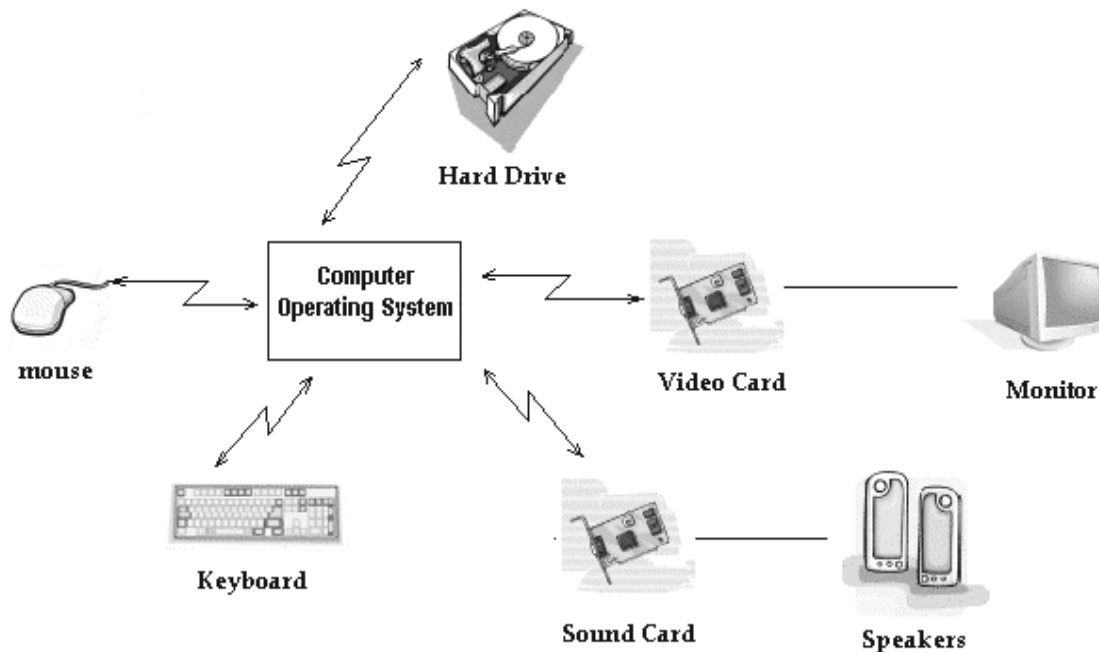 Hard Drive
Computer
Operating System
mouse
Video Card
Monitor
Keyboard
Sound Card
Speakers